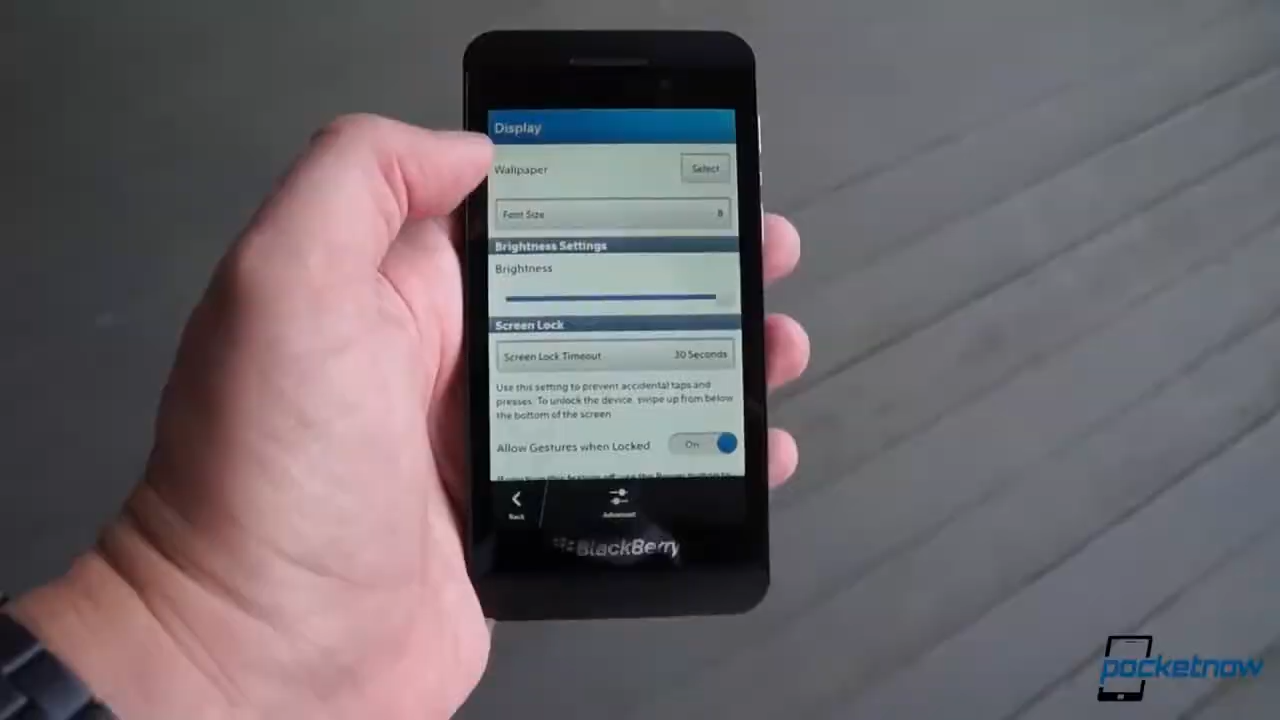 Display
Wallpaper
Select
Font Size
8
Brightness Settings
Brightness
Screen Lock
Screen Lock Timeout
30 Seconds
Use this setting to prevent accidental taps and
presses. To unlock the device, swipe up from below
the bottom of the screen
Allow Gestures when Locked
On
Back
Advanced
BlackBerry
pocketnow